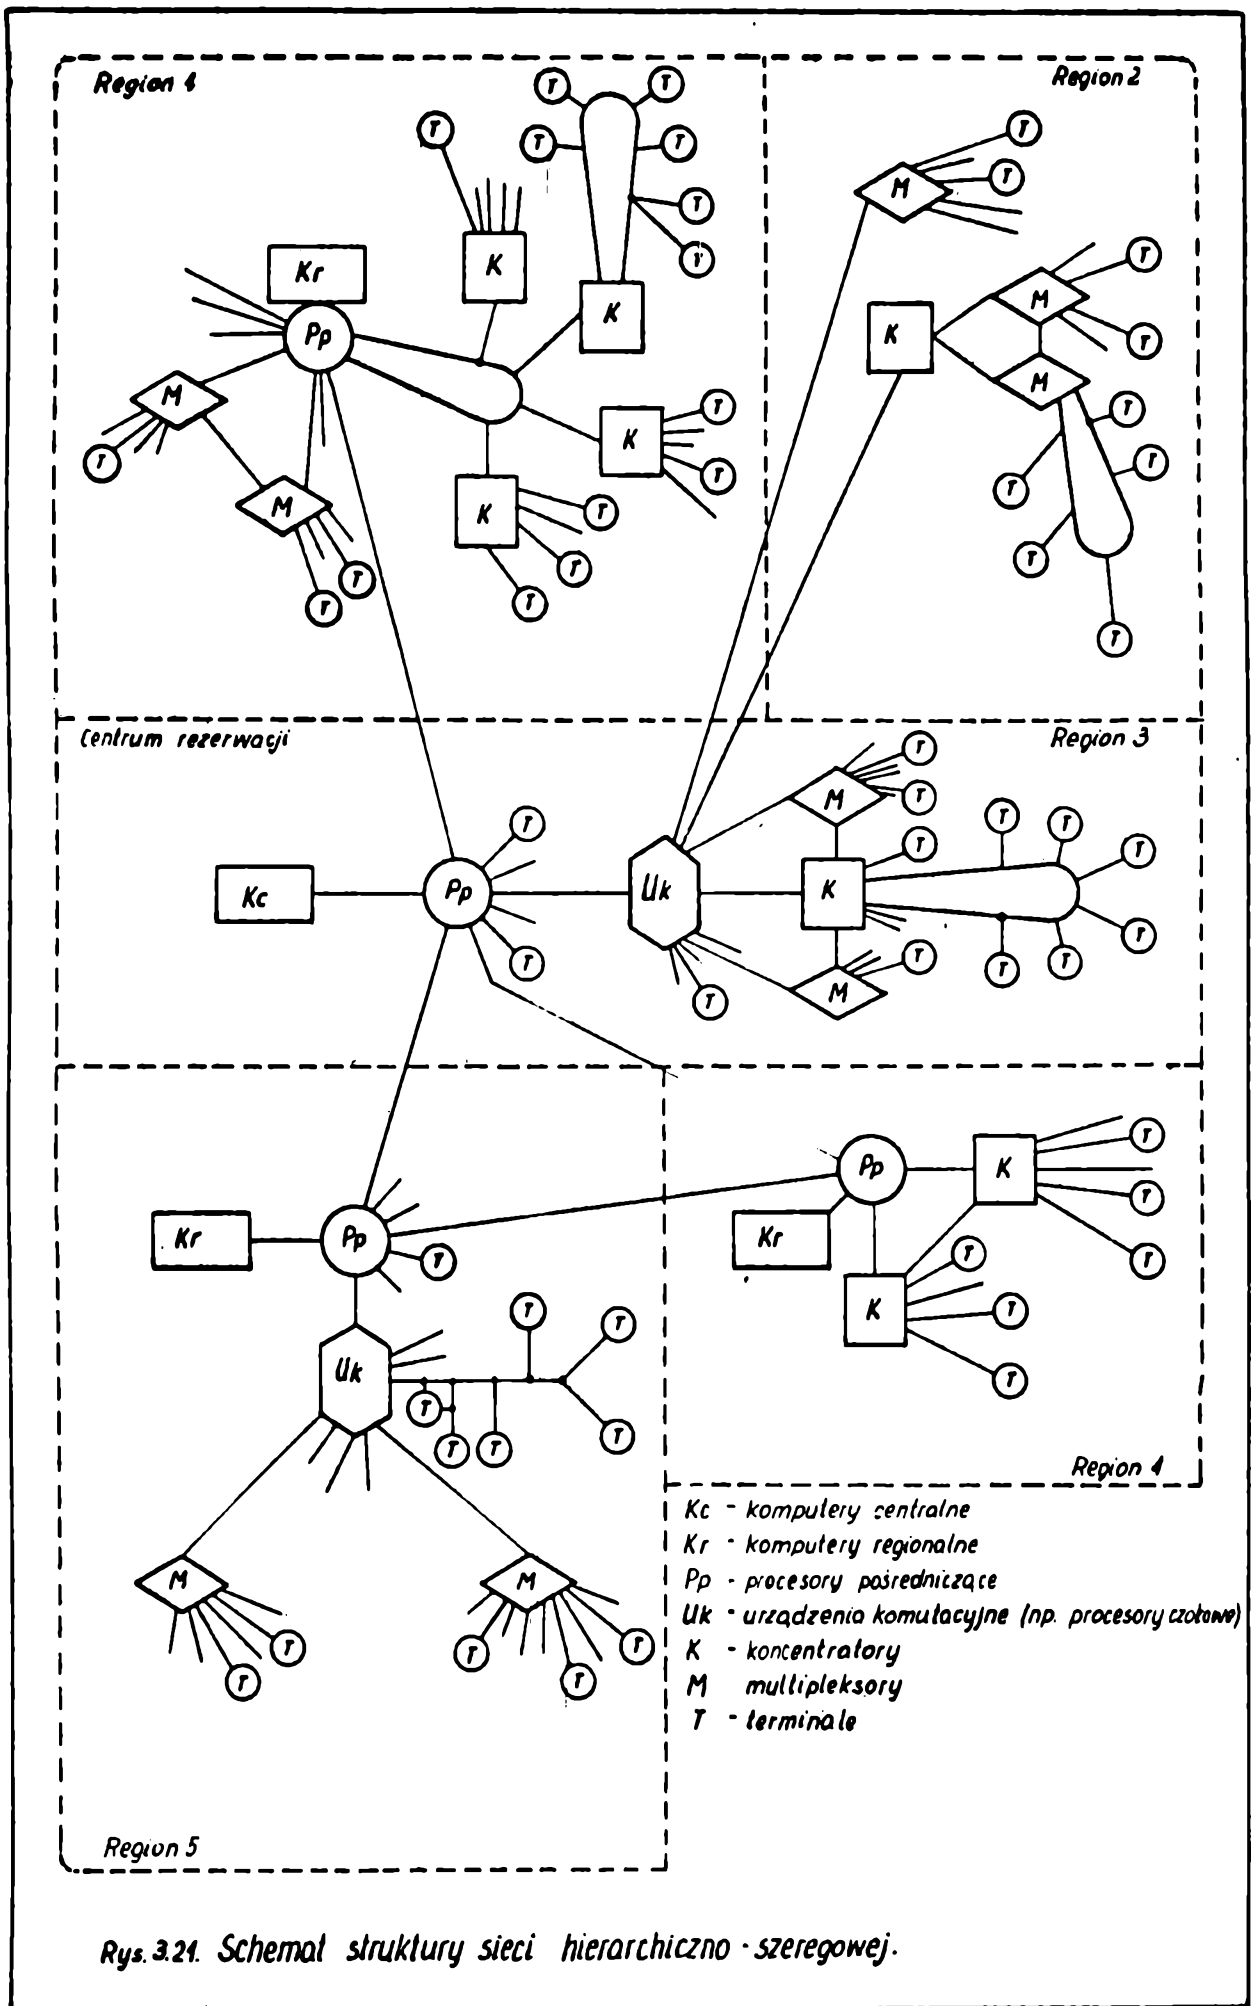 Region 1
T
T
T
T
T
T
T
T
Kr
K
K
Pp
M
T
K
T
T
M
K
T
T
T
T
T
Region 2
M
T
T
K
M
T
T
M
T
T
T
T
T
Centrum rezerwacji
Region 3
Kc
Pp
T
T
Uk
T
M
T
T
K
T
T
T
T
T
T
T
M
T
Kr
Pp
T
Uk
T
T
T
T
T
T
M
T
T
M
T
T
T
Region 5
Pp
K
T
T
T
Kr
K
T
T
T
Region 4
Kc - komputery centralne
Kr - komputery regionalne
Pp - procesory pośredniczące
Uk - urządzenia komutacyjne (np. procesory czołowe)
K - koncentratory
M multipleksory
T - terminale
Rys. 3.21. Schemat struktury sieci hierarchiczno - szeregowej.